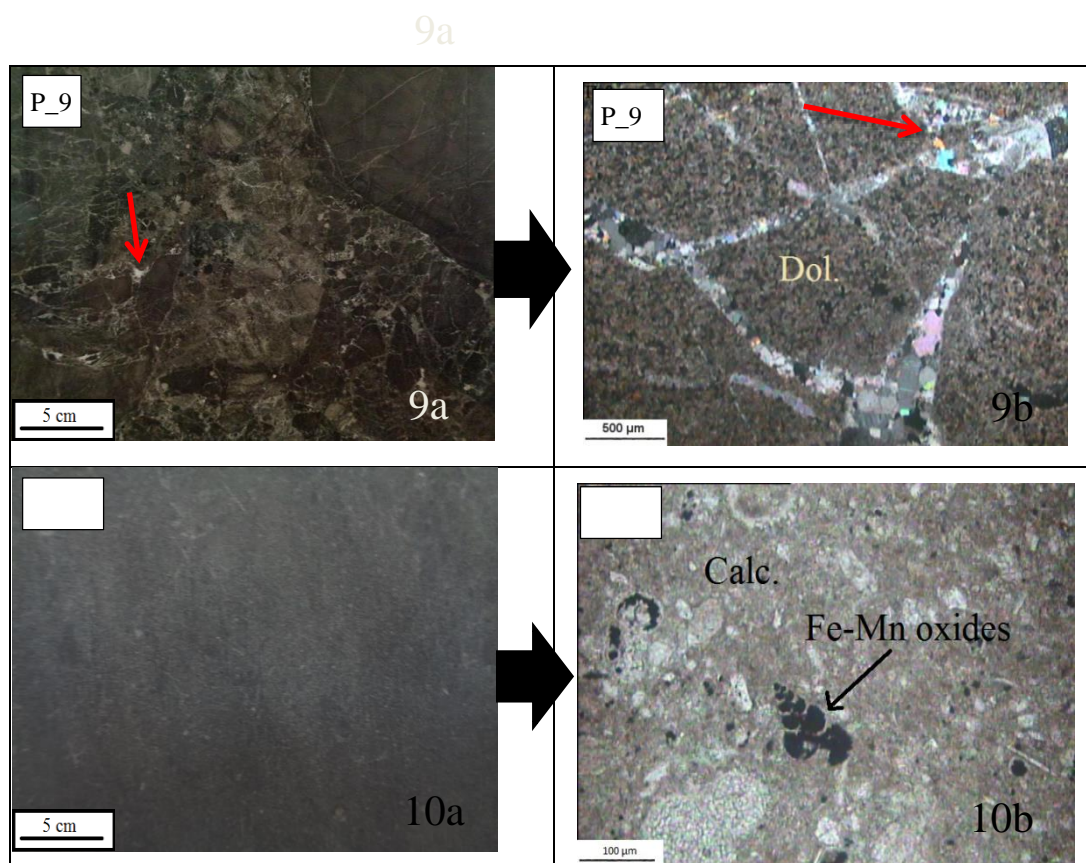 9a
P_9
5 cm
9a
P_9
Dol.
500 µm
9b
5 cm
10a
Calc.
Fe-Mn oxides
100 µm
10b